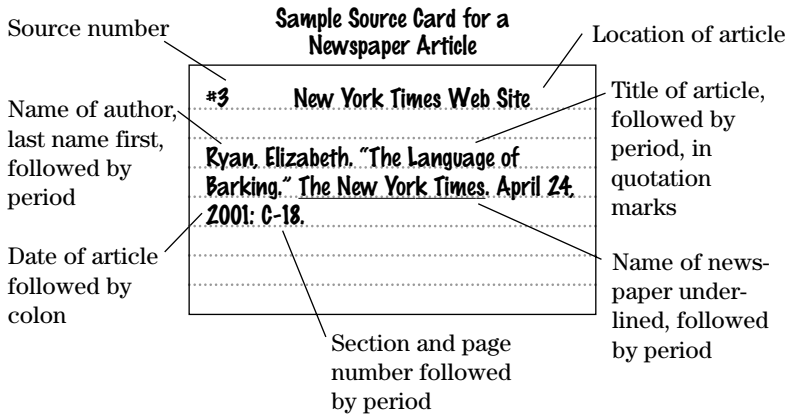 Sample Source Card for a
Newspaper Article
Source number
Location of article
#3 New York Times Web Site
Name of author,
last name first,
followed by
period
Title of article,
followed by
period, in
quotation
marks
Ryan, Elizabeth. “The Language of
Barking.” The New York Times. April 24,
2001: C-18.
Date of article
followed by
colon
Name of news-
paper under-
lined, followed
by period
Section and page
number followed
by period